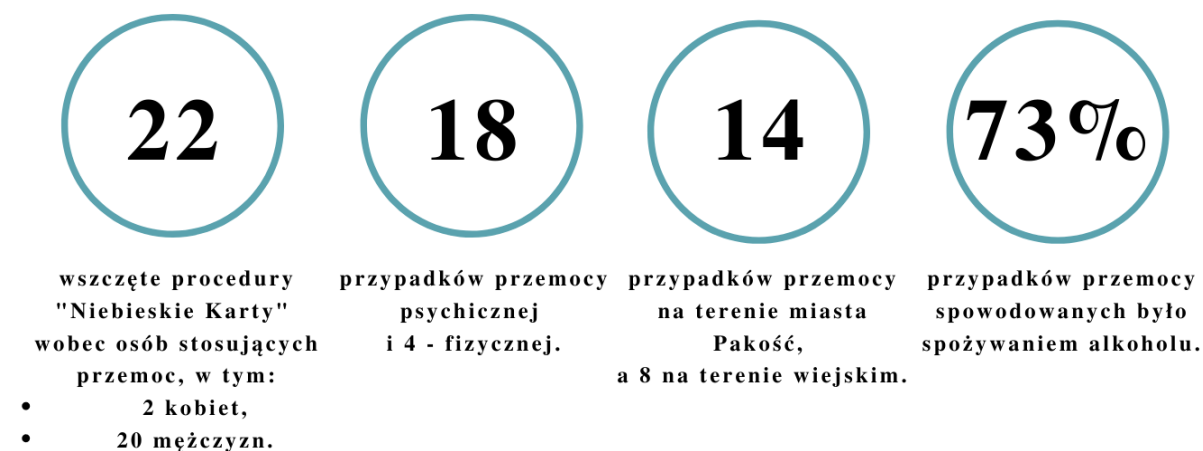 22
wszczęte procedury
"Niebieskie Karty"
wobec osób stosujących
przemoc, w tym:
• 2 kobiet,
• 20 mężczyzn.
18
przypadków przemocy
psychicznej
i 4 - fizycznej.
14
przypadków przemocy
na terenie miasta
Pakość,
a 8 na terenie wiejskim.
73%
przypadków przemocy
spowodowanych było
spożywaniem alkoholu.